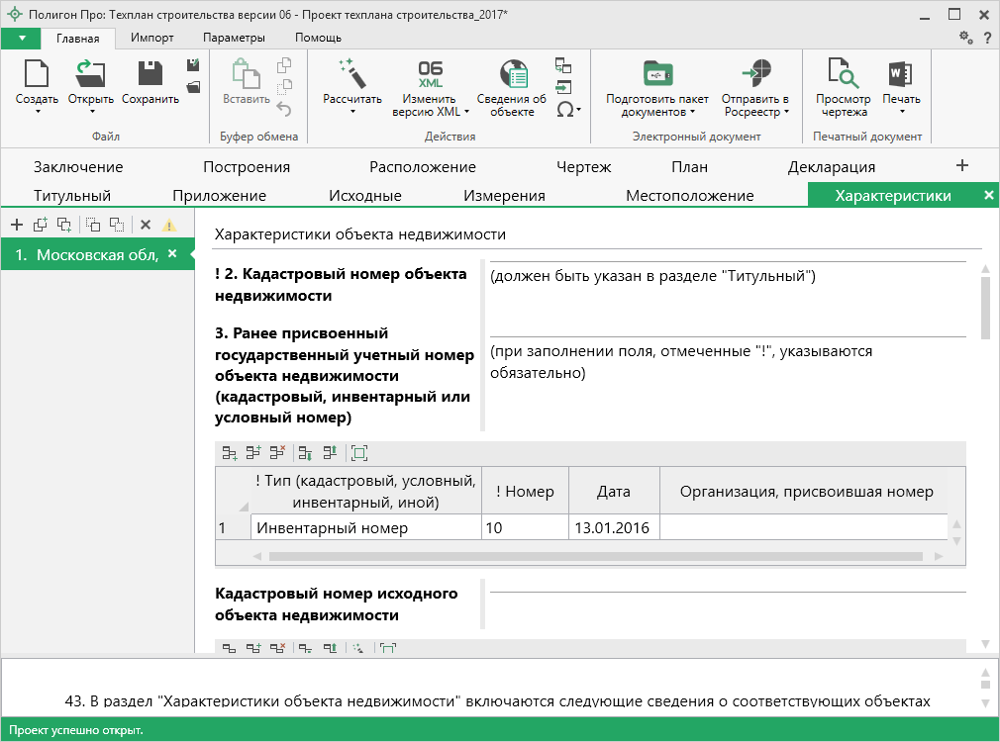 Полигон Про: Техплан строительства версии 06 - Проект техплана строительства_2017*
Главная Импорт Параметры Помощь
?
Создать Открыть Сохранить
Вставить
Рассчитать
06 XML
Изменить версию XML
Сведения об объекте
Подготовить пакет документов
Отправить в Росреестр
Просмотр чертежа
Печать
Файл Буфер обмена Действия Электронный документ Печатный документ
Заключение Построения Расположение Чертеж План Декларация +
Титульный Приложение Исходные Измерения Местоположение Характеристики
1. Московская обл,
Характеристики объекта недвижимости
! 2. Кадастровый номер объекта
недвижимости
(должен быть указан в разделе "Титульный")
3. Ранее присвоенный
государственный учетный номер
объекта недвижимости
(кадастровый, инвентарный или
условный номер)
(при заполнении поля, отмеченные "!", указываются
обязательно)
! Тип (кадастровый, условный,
инвентарный, иной)
! Номер Дата Организация, присвоившая номер
1 Инвентарный номер 10 13.01.2016
Кадастровый номер исходного
объекта недвижимости
43. В раздел "Характеристики объекта недвижимости" включаются следующие сведения о соответствующих объектах
Проект успешно открыт.